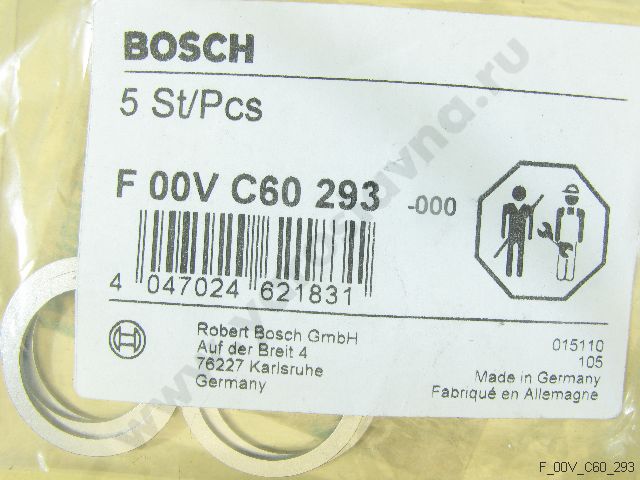 BOSCH
5 St/Pcs
F 00V C60 293 -000
4 047024 621831
Robert Bosch GmbH
Auf der Breit 4
76227 Karlsruhe
Germany
015110
105
Made in Germany
Fabriqué en Allemagne
F_00V_C60_293